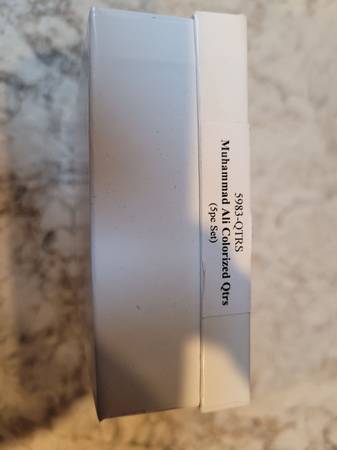 5983-QTRS
Muhammad Ali Colorized Qtrs
(5pc Set)